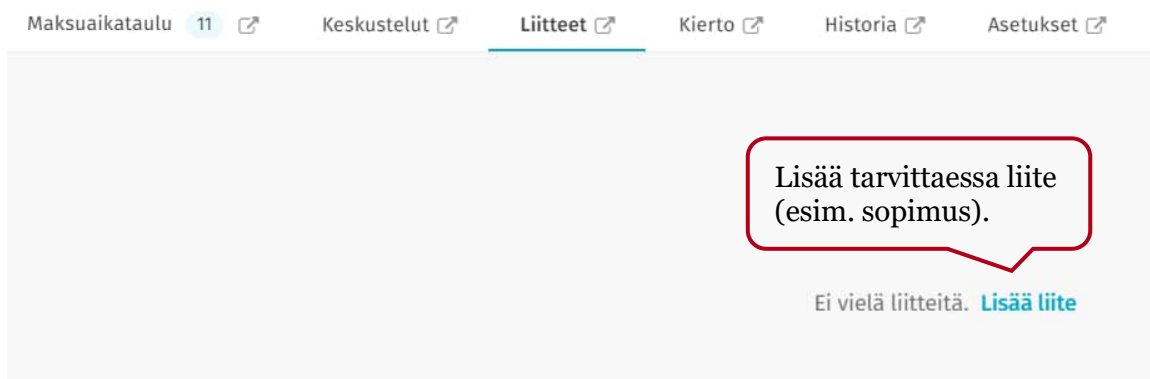 Maksuaikataulu 11 Keskustelut Liitteet Kierto Historia Asetukset
Lisää tarvittaessa liite
(esim. sopimus).
Ei vielä liitteitä. Lisää liite